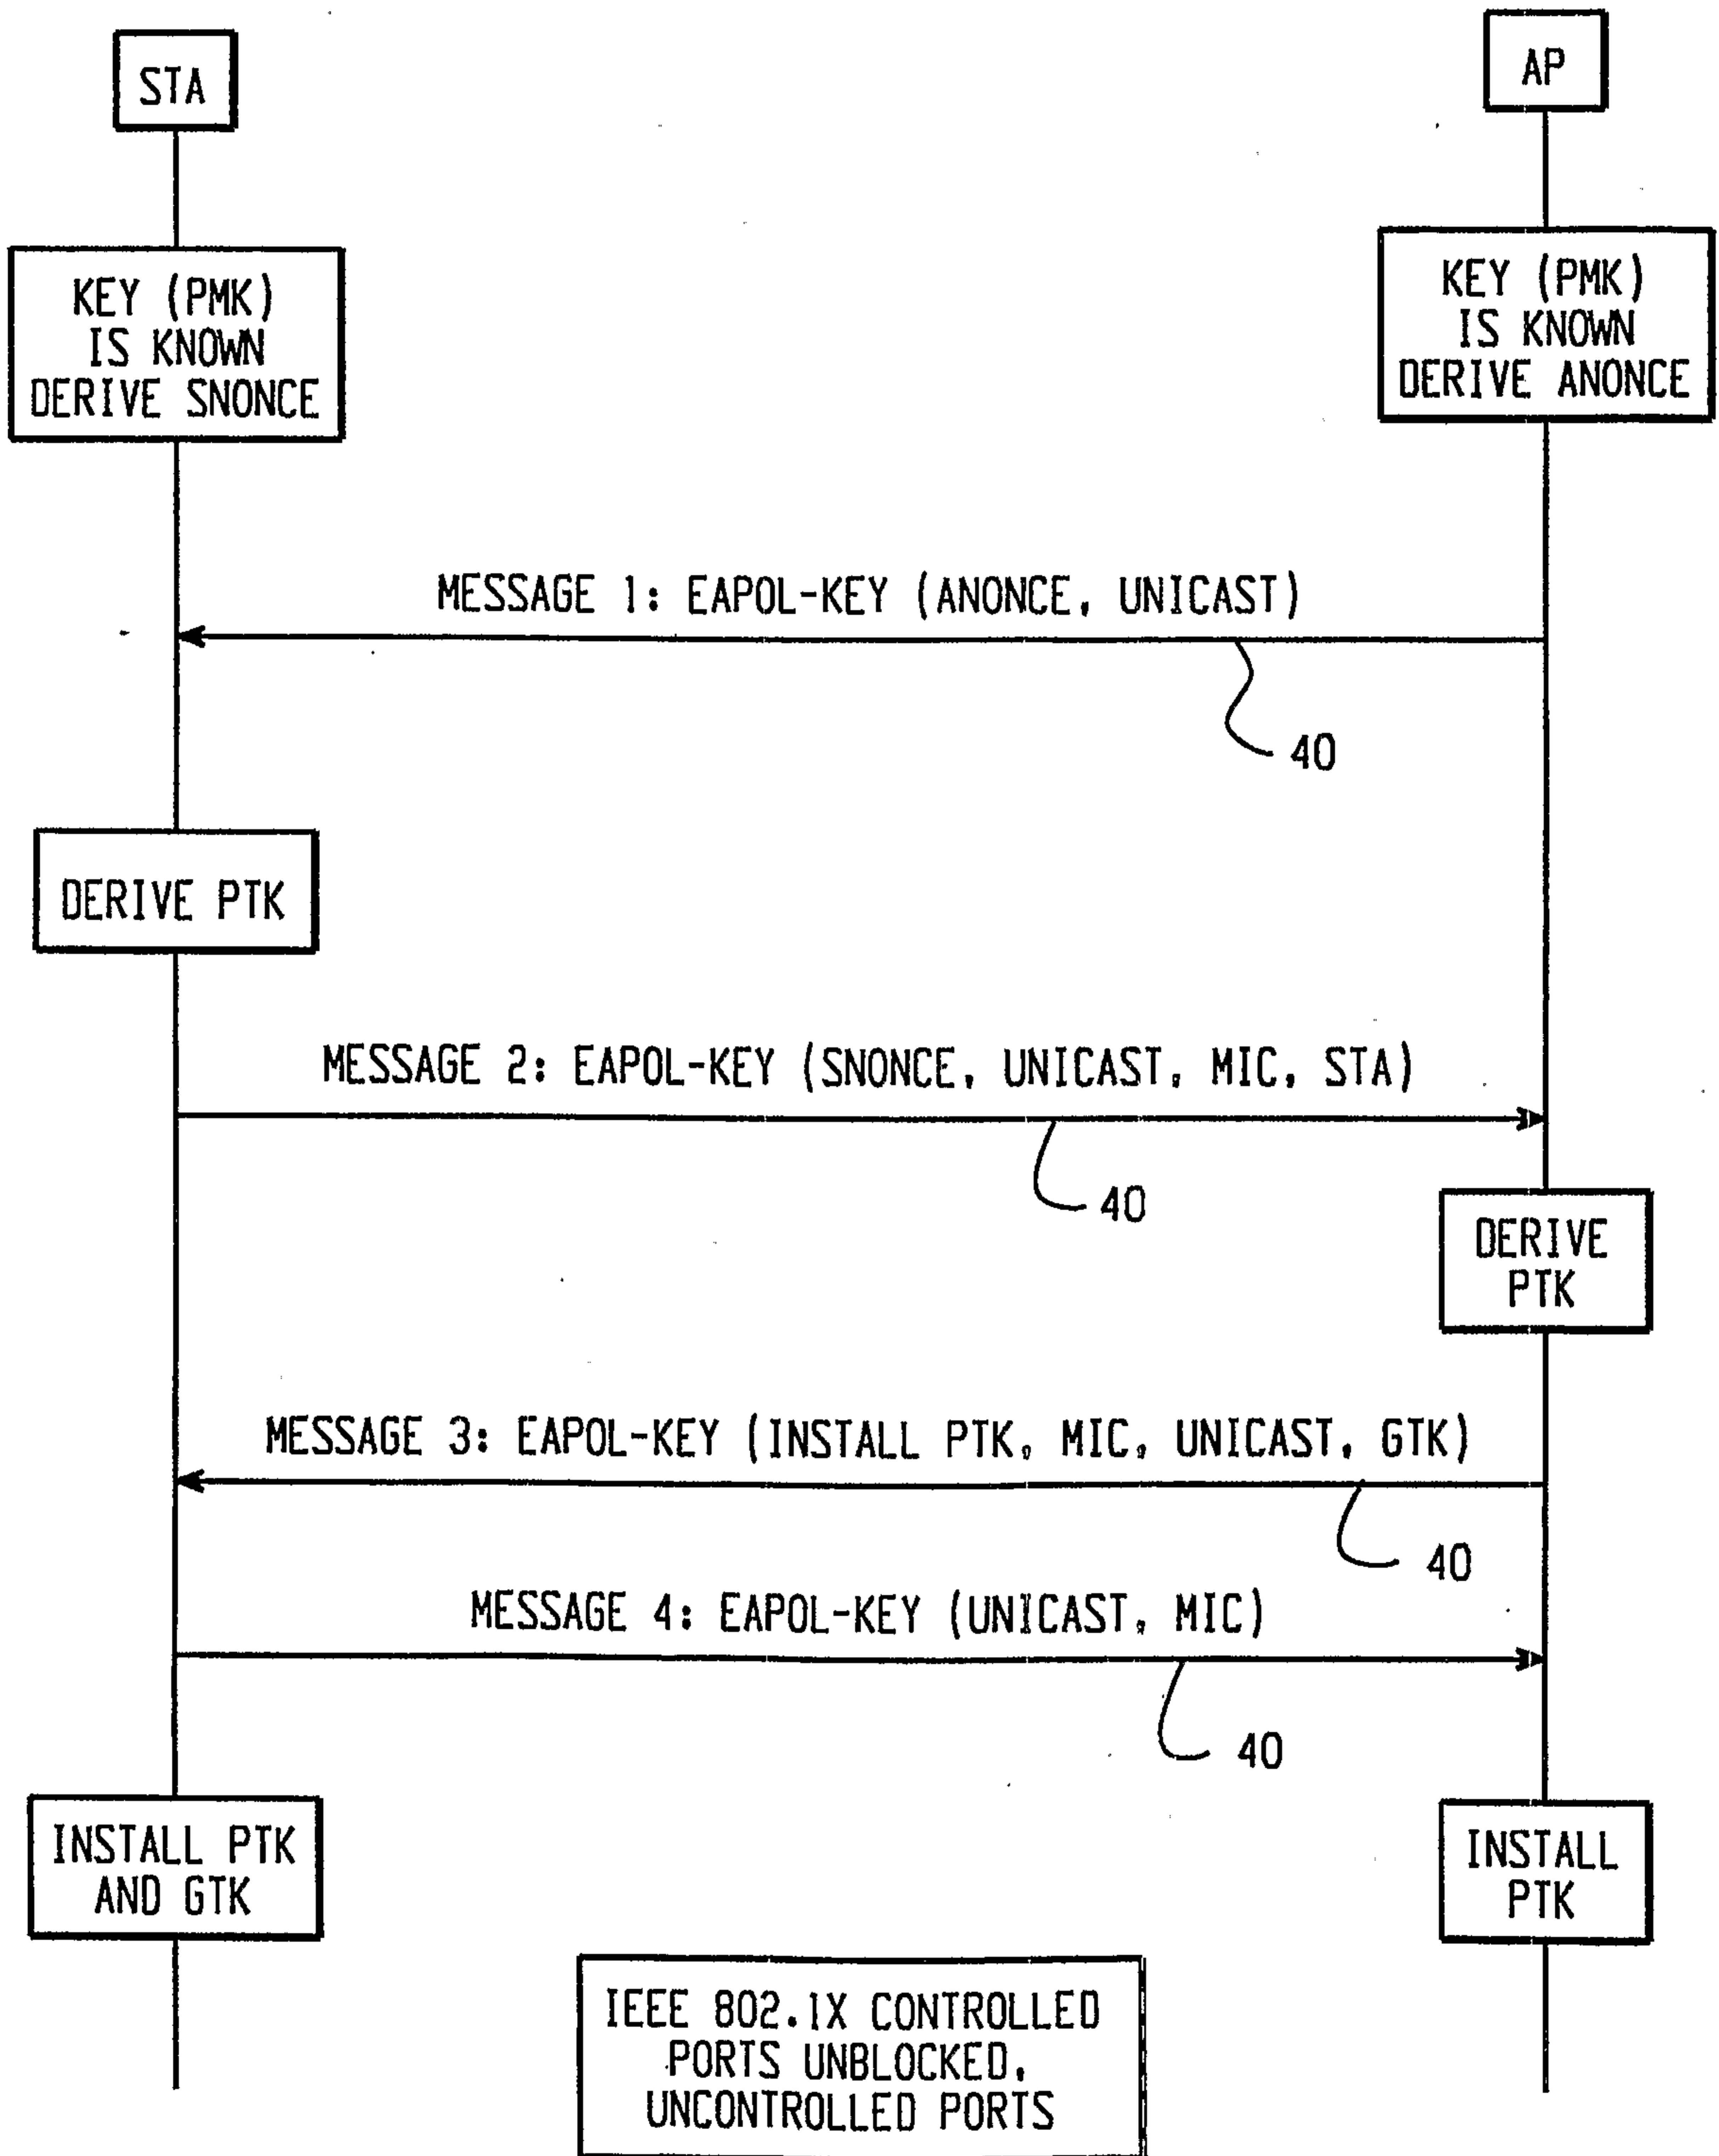 STA
AP
KEY (PMK)
IS KNOWN
DERIVE SNONCE
KEY (PMK)
IS KNOWN
DERIVE ANONCE
MESSAGE 1: EAPOL-KEY (ANONCE, UNICAST)
40
DERIVE PTK
MESSAGE 2: EAPOL-KEY (SNONCE, UNICAST, MIC, STA)
40
DERIVE
PTK
MESSAGE 3: EAPOL-KEY (INSTALL PTK, MIC, UNICAST, GTK)
40
MESSAGE 4: EAPOL-KEY (UNICAST, MIC)
40
INSTALL PTK
AND GTK
INSTALL
PTK
IEEE 802.1X CONTROLLED
PORTS UNBLOCKED,
UNCONTROLLED PORTS